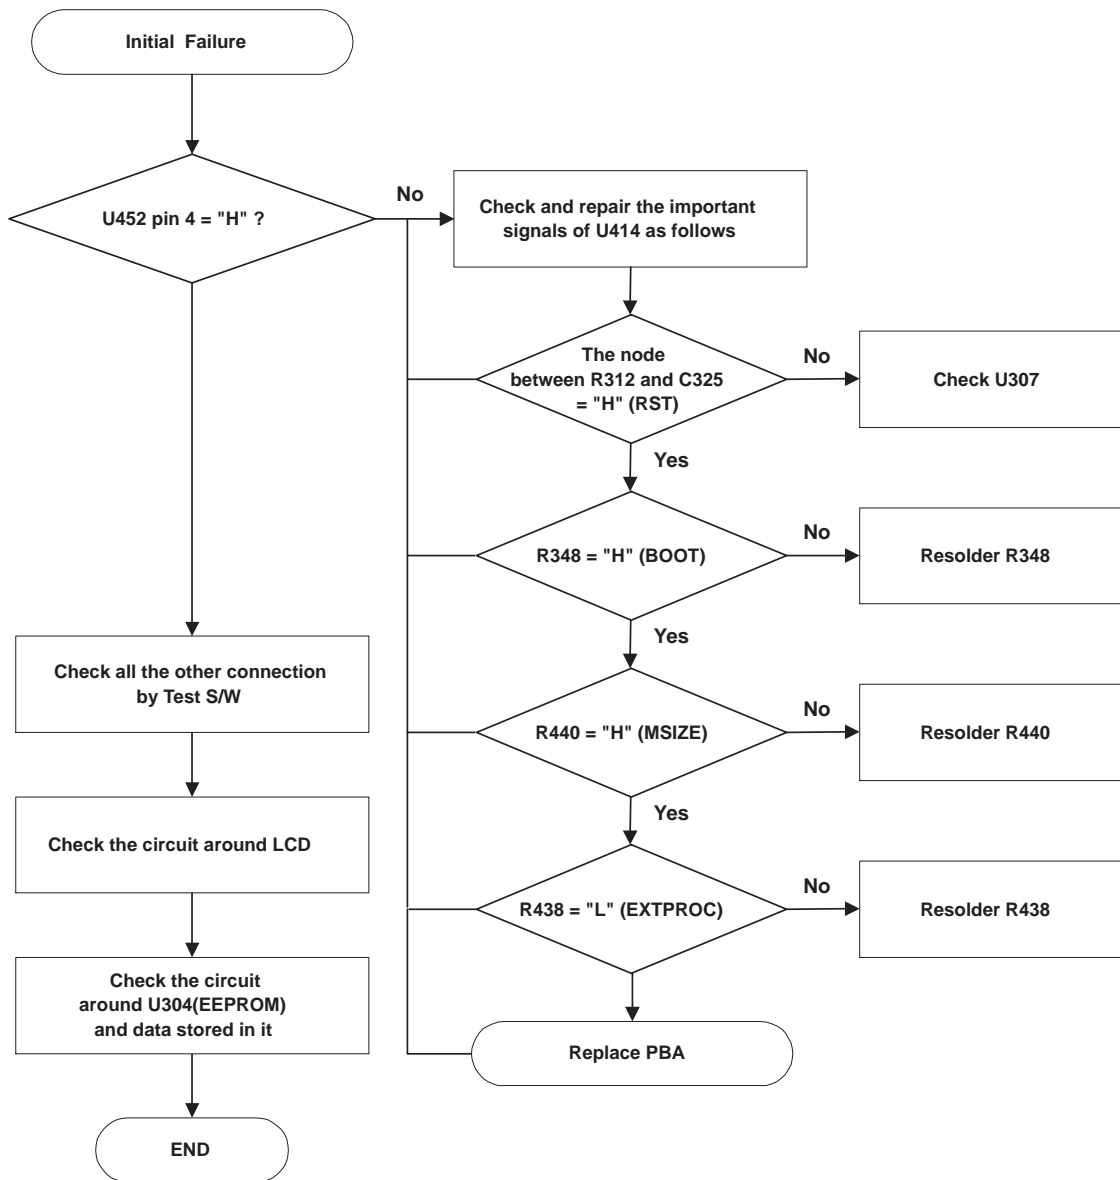 Initial Failure
U452 pin 4 = "H" ?
No
Check and repair the important
signals of U414 as follows
The node
between R312 and C325
= "H" (RST)
No
Check U307
Yes
R348 = "H" (BOOT)
No
Resolder R348
Yes
Check all the other connection
by Test S/W
R440 = "H" (MSIZE)
No
Resolder R440
Yes
Check the circuit around LCD
R438 = "L" (EXTPROC)
No
Resolder R438
Check the circuit
around U304(EEPROM)
and data stored in it
Replace PBA
END